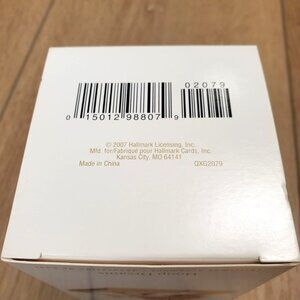 02079
0 15012 98807 9
© 2007 Hallmark Licensing, Inc.
Mfd. for/Fabriqué pour Hallmark Cards, Inc.
Kansas City, MO 64141
Made in China QXG2079